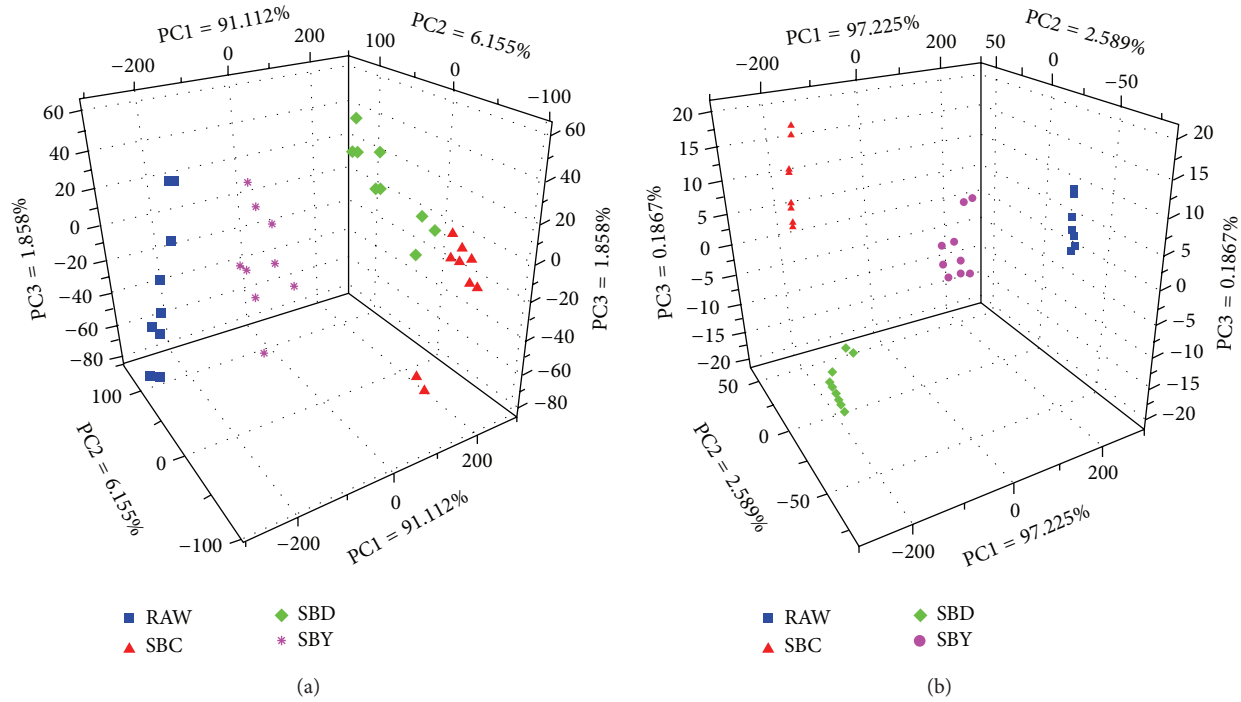 PC1 = 91.112%
−200
0
200
PC2 = 6.155%
100
0
−100
PC3 = 1.858%
60
40
20
0
−20
−40
−60
−80
60
40
20
0
−20
−40
−60
−80
PC3 = 1.858%
100
0
−100
PC2 = 6.155%
−200
0
200
PC1 = 91.112%
RAW
SBC
SBD
SBY
(a)
PC1 = 97.225%
−200
0
200
PC2 = 2.589%
50
0
−50
PC3 = 0.1867%
20
15
10
5
0
−5
−10
−15
−20
20
15
10
5
0
−5
−10
−15
−20
PC3 = 0.1867%
50
0
−50
PC2 = 2.589%
−200
0
200
PC1 = 97.225%
RAW
SBC
SBD
SBY
(b)